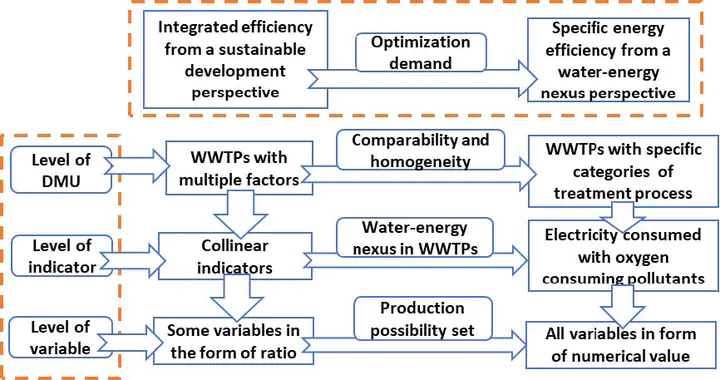 Integrated efficiency
from a sustainable
development
perspective
Optimization
demand
Specific energy
efficiency from a
water-energy
nexus perspective
Level of
DMU
WWTPs with
multiple factors
Comparability and
homogeneity
WWTPs with specific
categories of
treatment process
Level of
indicator
Collinear
indicators
Water-energy
nexus in WWTPs
Electricity consumed
with oxygen
consuming pollutants
Level of
variable
Some variables in
the form of ratio
Production
possibility set
All variables in form
of numerical value